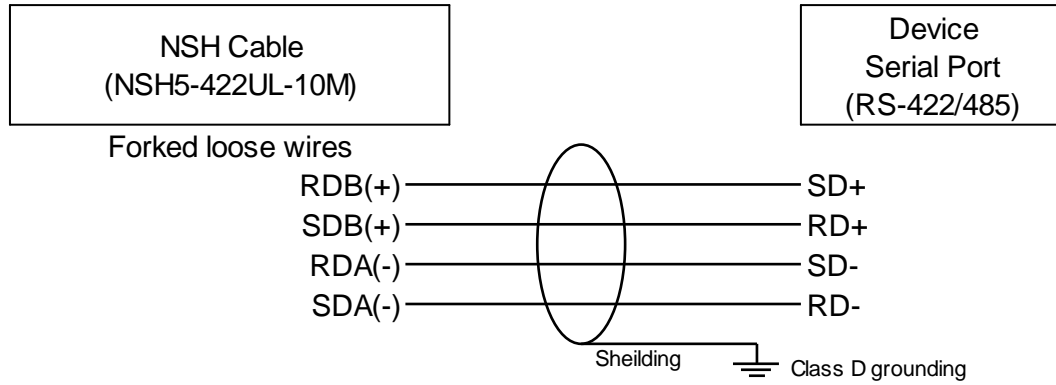 NSH Cable
(NSH5-422UL-10M)
Device
Serial Port
(RS-422/485)
Forked loose wires
RDB(+) SD+
SDB(+) RD+
RDA(-) SD-
SDA(-) RD-
Sheilding Class D grounding